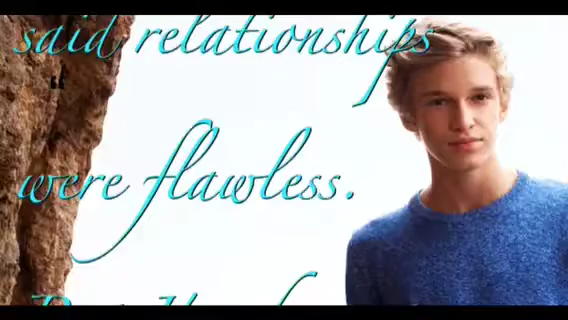 said relationships
“
were flawless.